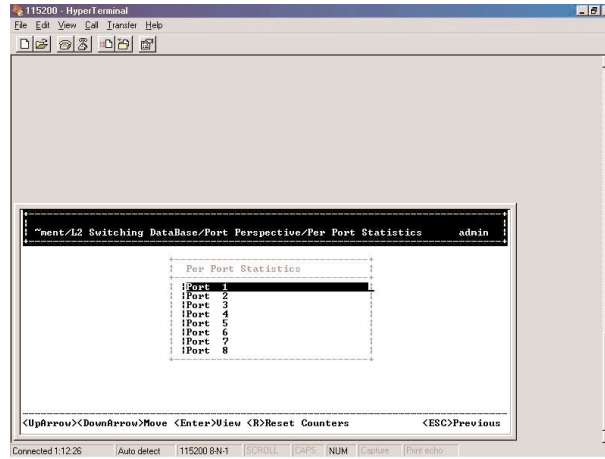 115200 - HyperTerminal
File Edit View Call Transfer Help
~ment/L2 Switching DataBase/Port Perspective/Per Port Statistics admin
Per Port Statistics
Port 1
Port 2
Port 3
Port 4
Port 5
Port 6
Port 7
Port 8
<UpArrow><DownArrow>Move <Enter>View <R>Reset Counters <ESC>Previous
Connected 1:12:26 Auto detect 115200 8-N-1 SCROLL CAPS NUM Capture Print echo